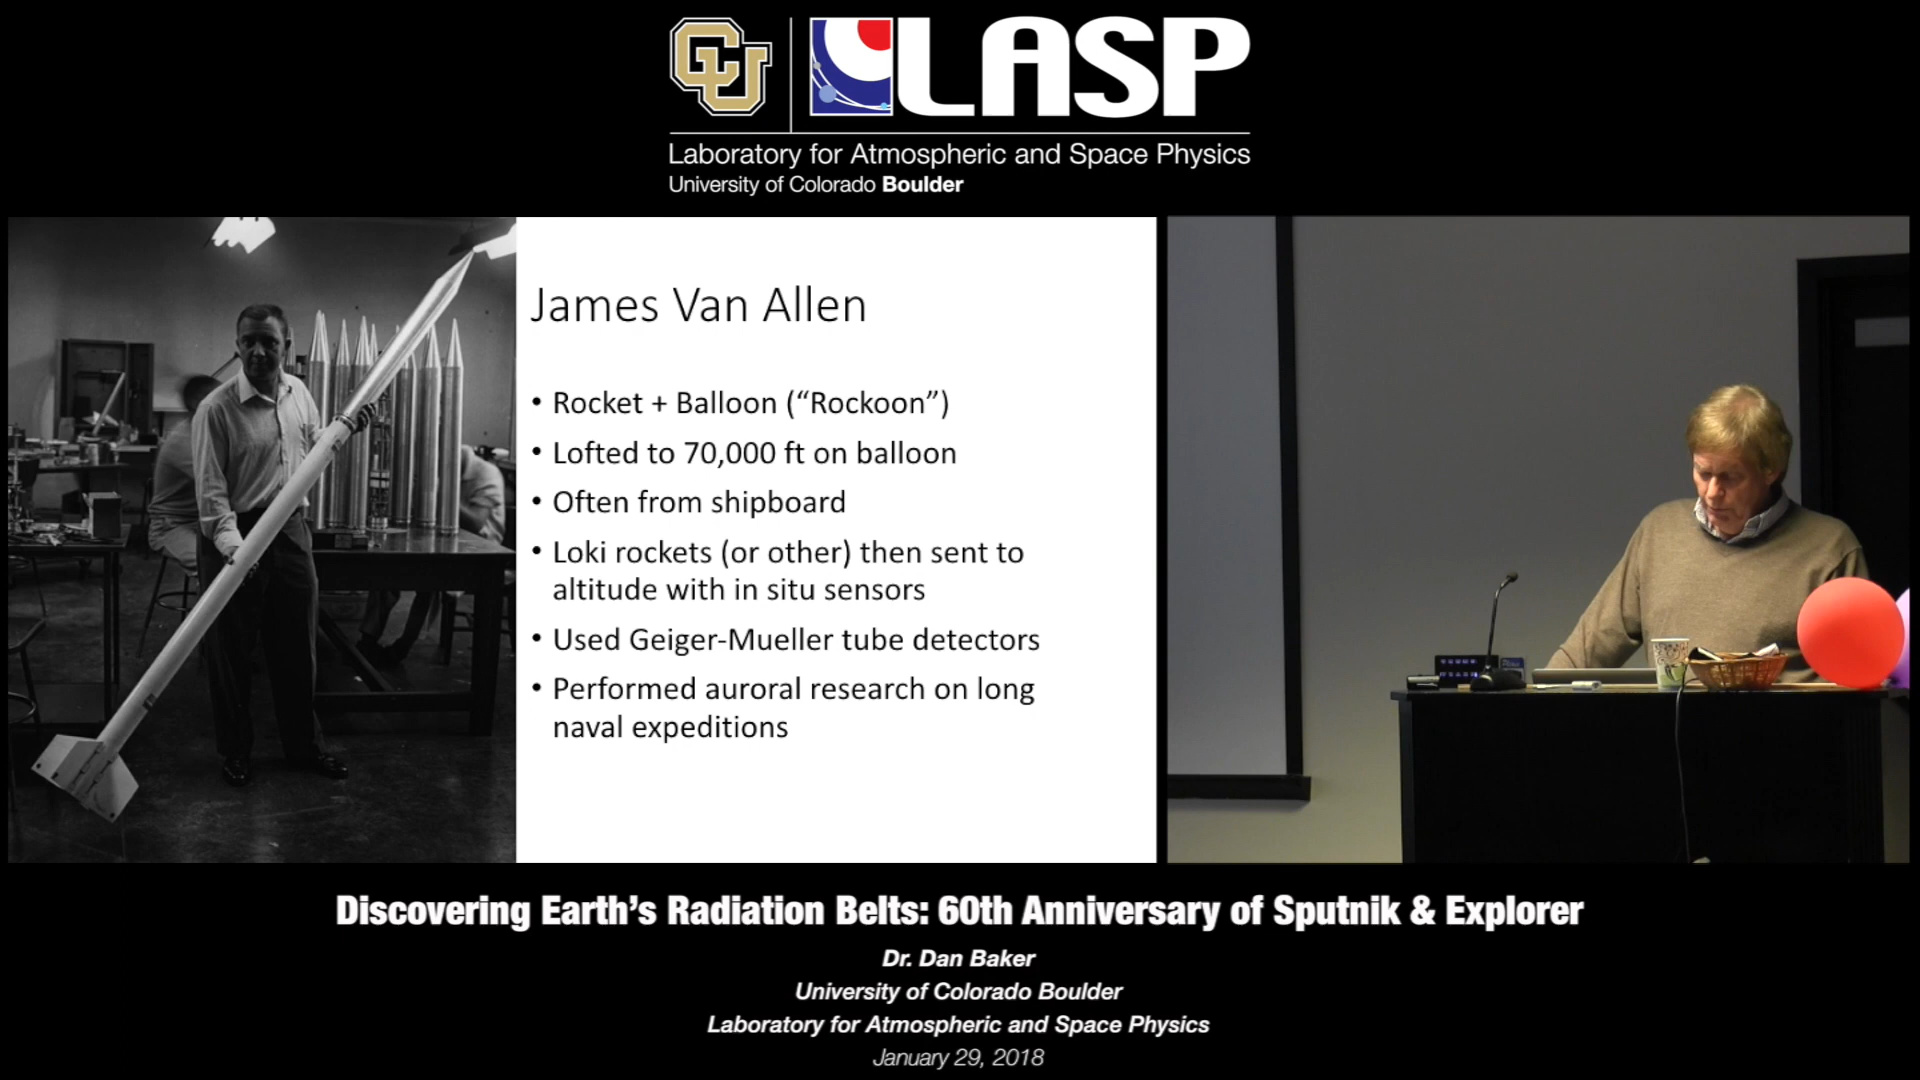 CU
LASP
Laboratory for Atmospheric and Space Physics
University of Colorado Boulder
James Van Allen
• Rocket + Balloon (“Rockoon”)
• Lofted to 70,000 ft on balloon
• Often from shipboard
• Loki rockets (or other) then sent to
altitude with in situ sensors
• Used Geiger-Mueller tube detectors
• Performed auroral research on long
naval expeditions
Discovering Earth’s Radiation Belts: 60th Anniversary of Sputnik & Explorer
Dr. Dan Baker
University of Colorado Boulder
Laboratory for Atmospheric and Space Physics
January 29, 2018